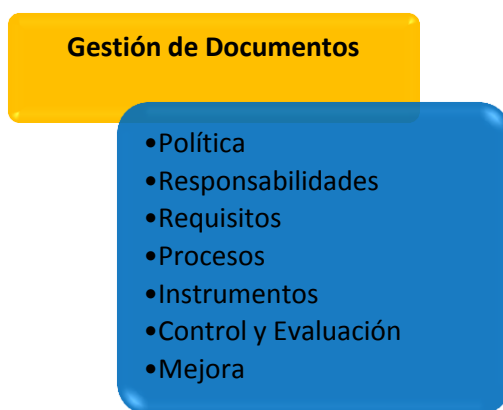 Gestión de Documentos
•Política
•Responsabilidades
•Requisitos
•Procesos
•Instrumentos
•Control y Evaluación
•Mejora